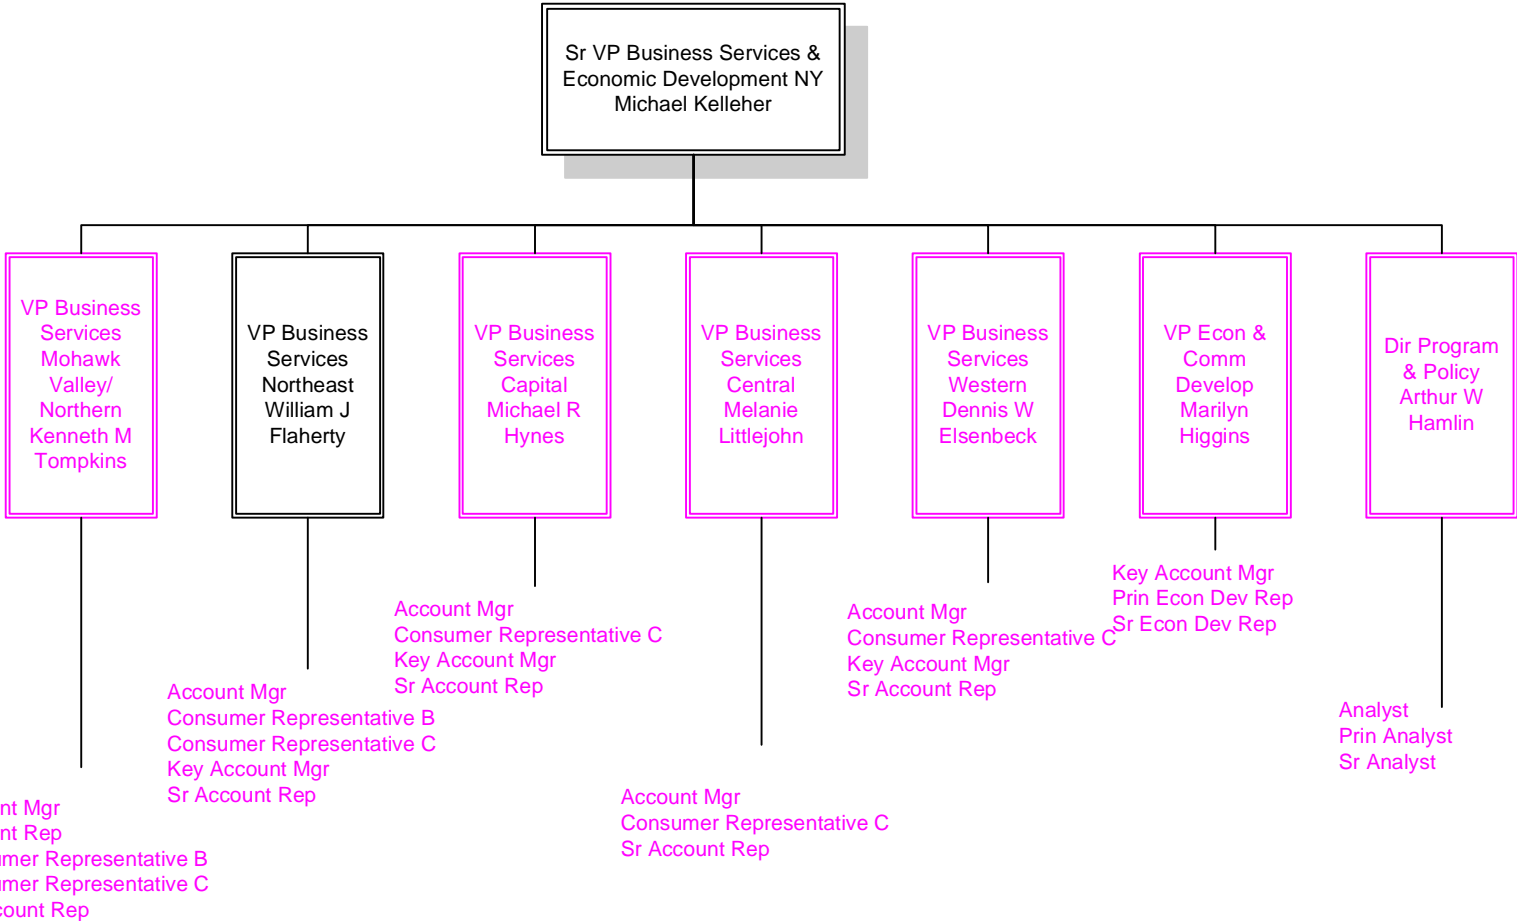 Sr VP Business Services &
Economic Development NY
Michael Kelleher
VP Business
Services
Mohawk
Valley/
Northern
Kenneth M
Tompkins
VP Business
Services
Northeast
William J
Flaherty
VP Business
Services
Capital
Michael R
Hynes
VP Business
Services
Central
Melanie
Littlejohn
VP Business
Services
Western
Dennis W
Elsenbeck
VP Econ &
Comm
Develop
Marilyn
Higgins
Dir Program
& Policy
Arthur W
Hamlin
Mgr
Rep
Representative B
Representative C
Rep
Account Mgr
Consumer Representative B
Consumer Representative C
Key Account Mgr
Sr Account Rep
Account Mgr
Consumer Representative C
Key Account Mgr
Sr Account Rep
Account Mgr
Consumer Representative C
Sr Account Rep
Account Mgr
Consumer Representative C
Key Account Mgr
Sr Account Rep
Key Account Mgr
Prin Econ Dev Rep
Sr Econ Dev Rep
Analyst
Prin Analyst
Sr Analyst